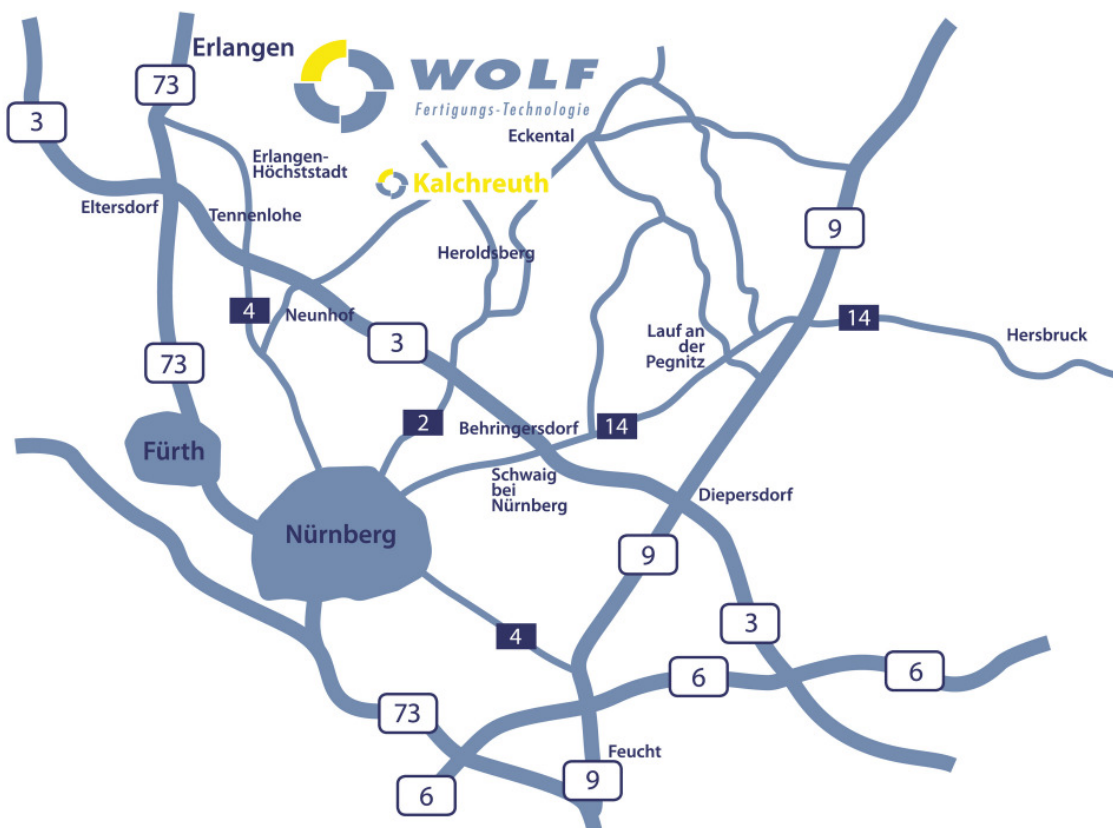 Erlangen
WOLF
Fertigungs-Technologie
73
3
Eckental
Erlangen-
Höchststadt
Kalchreuth
Eltersdorf
Tennenlohe
9
Heroldsberg
4
Neunhof
14
3
Lauf an
der
Pegnitz
Hersbruck
73
2
Behringersdorf
14
Fürth
Schwaig
bei
Nürnberg
Diepersdorf
Nürnberg
9
3
4
6
6
73
Feucht
9
6